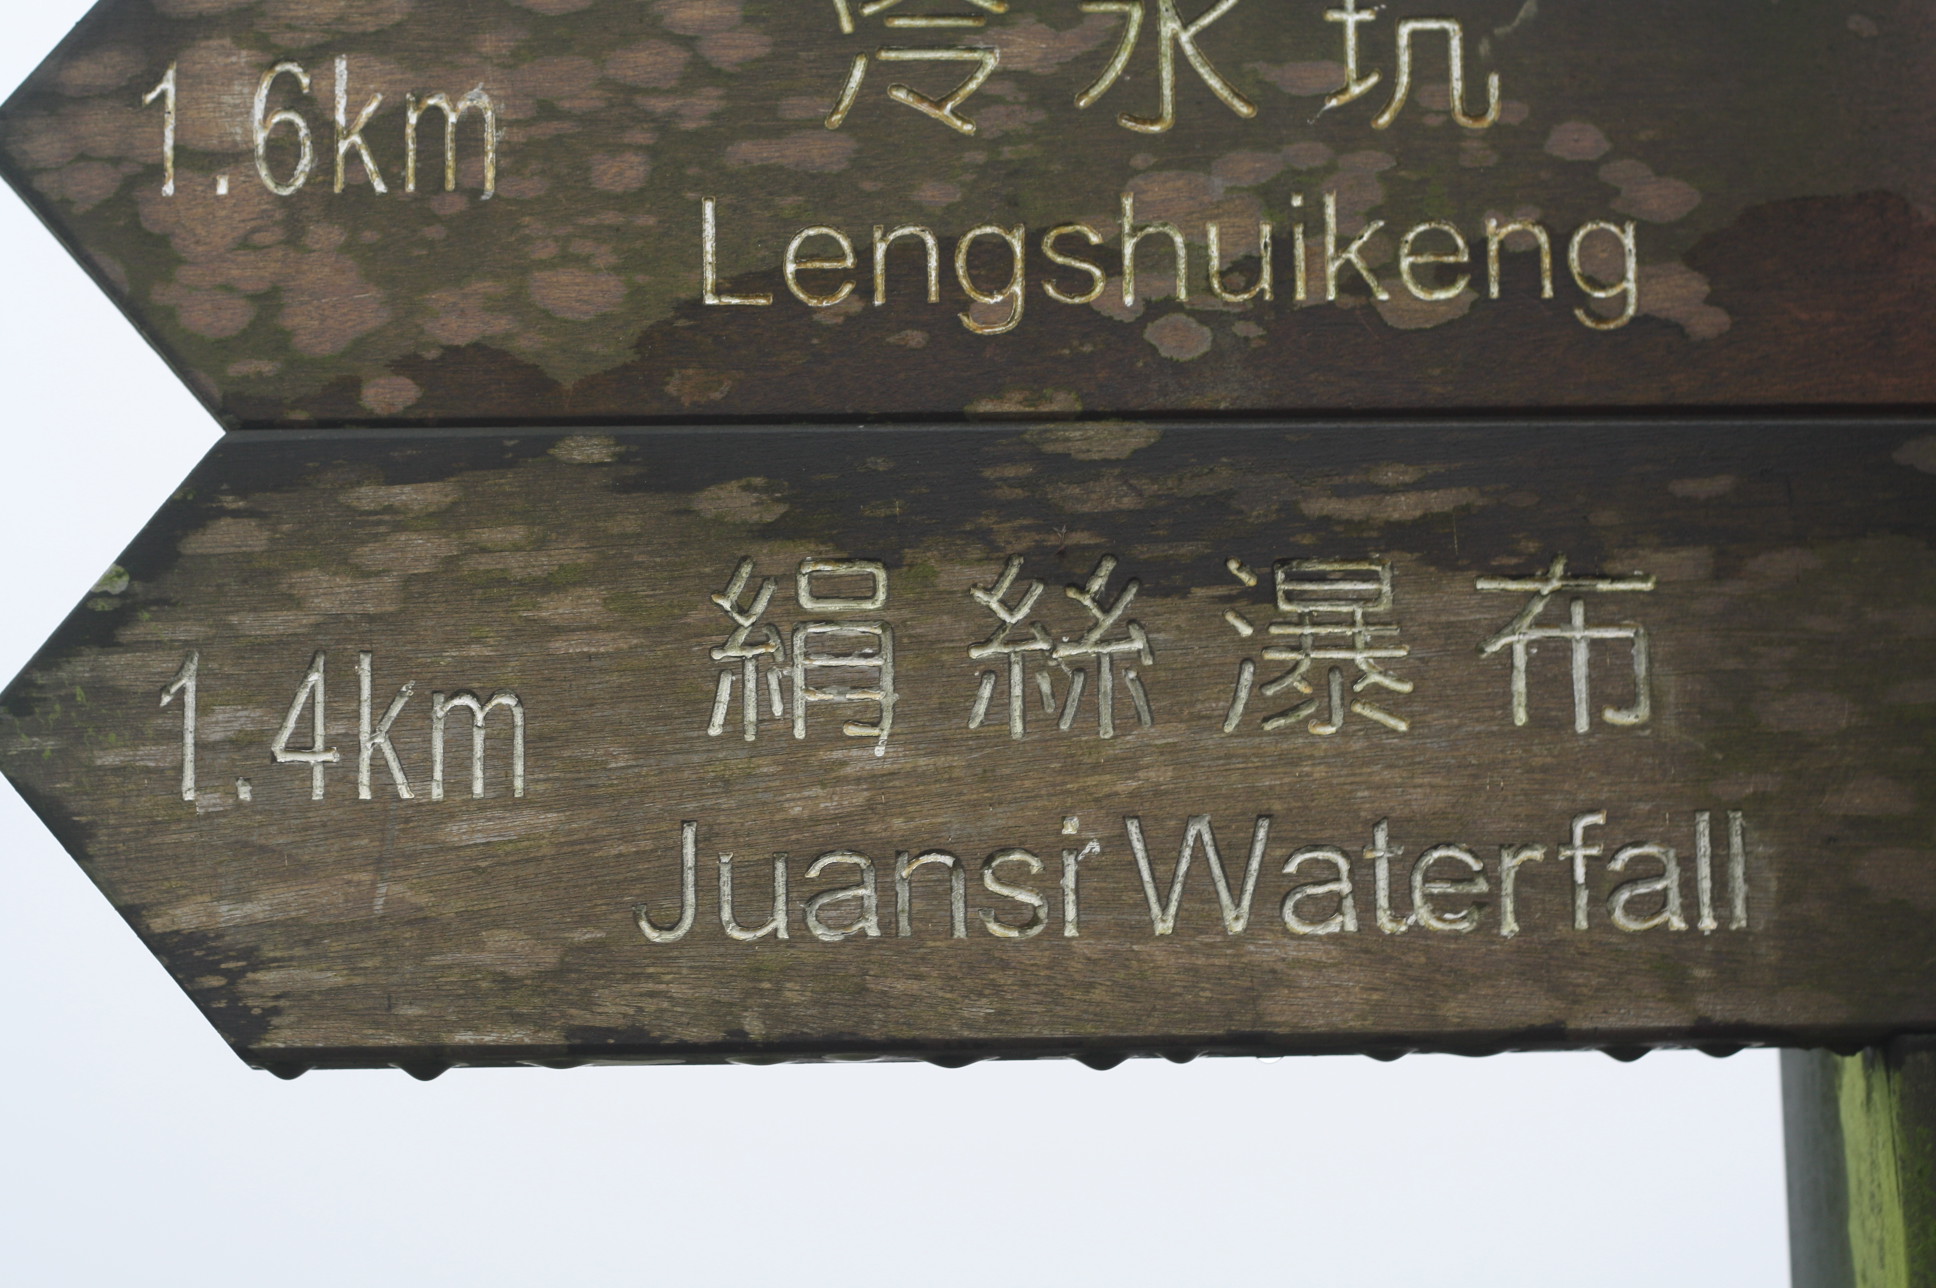 冷水坑
1.6km
Lengshuikeng
絹絲瀑布
1.4km
Juansi Waterfall